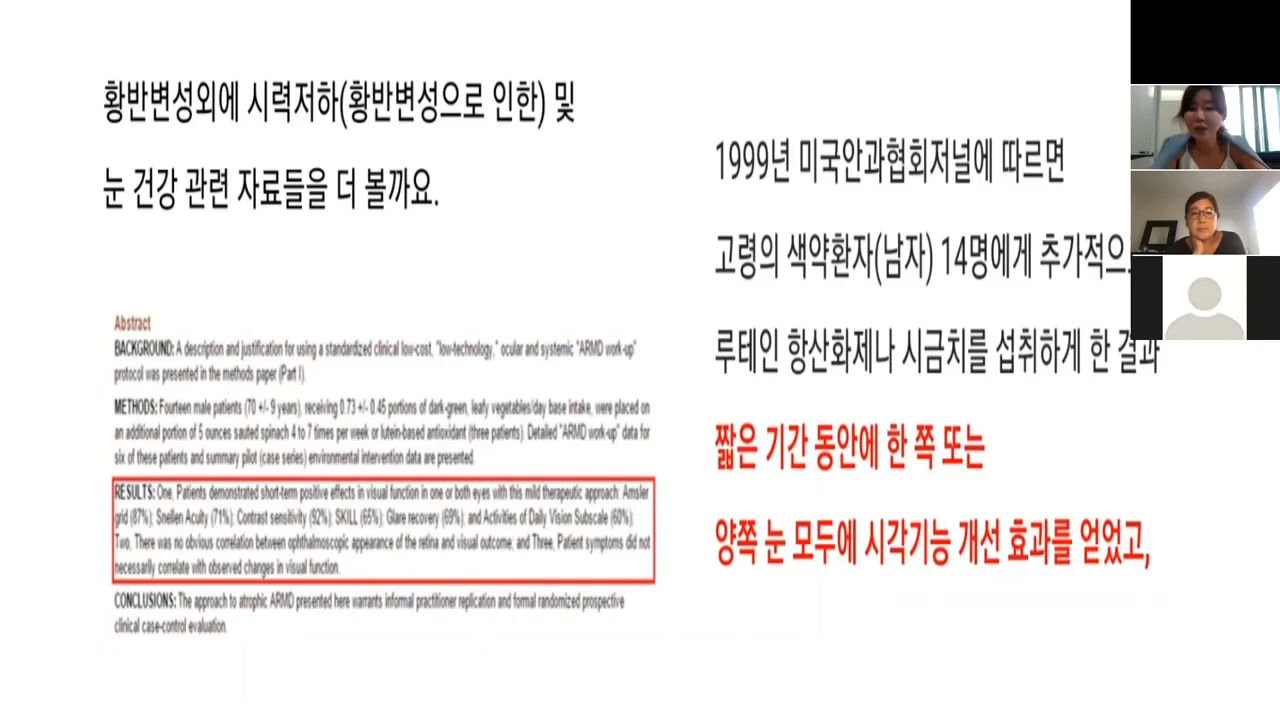 황반변성외에 시력저하(황반변성으로 인한) 및
눈 건강 관련 자료들을 더 볼까요.
Abstract
BACKGROUND: A description and justification for using a standardized clinical low-cost, "low-technology," ocular and systemic "ARMD work-up"
protocol was presented in the methods paper (Part I).
METHODS: Fourteen male patients (70 +/- 9 years), receiving 0.73 +/- 0.45 portions of dark-green, leafy vegetables/day base intake, were placed on
an additional portion of 5 ounces sauted spinach 4 to 7 times per week or lutein-based antioxidant (three patients). Detailed "ARMD work-up" data for
six of these patients and summary pilot (case series) environmental intervention data are presented.
RESULTS: One, Patients demonstrated short-term positive effects in visual function in one or both eyes with this mild therapeutic approach: Amsler
grid (87%); Snellen Acuity (71%); Contrast sensitivity (92%); SKILL (65%); Glare recovery (69%); and Activities of Daily Vision Subscale (60%);
Two, There was no obvious correlation between ophthalmoscopic appearance of the retina and visual outcome, and Three, Patient symptoms did not
necessarily correlate with observed changes in visual function.
CONCLUSIONS: The approach to atrophic ARMD presented here warrants informal practitioner replication and formal randomized prospective
clinical case-control evaluation.
1999년 미국안과협회저널에 따르면
고령의 색약환자(남자) 14명에게 추가적으
루테인 항산화제나 시금치를 섭취하게 한 결과
짧은 기간 동안에 한 쪽 또는
양쪽 눈 모두에 시각기능 개선 효과를 얻었고,